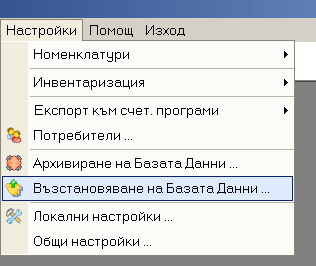 Настройки Помощ Изход
Номенклатури
Инвентаризация
Експорт към счет. програми
Потребители ...
Архивиране на Базата Данни ...
Възстановяване на Базата Данни ...
Локални настройки ...
Общи настройки ...